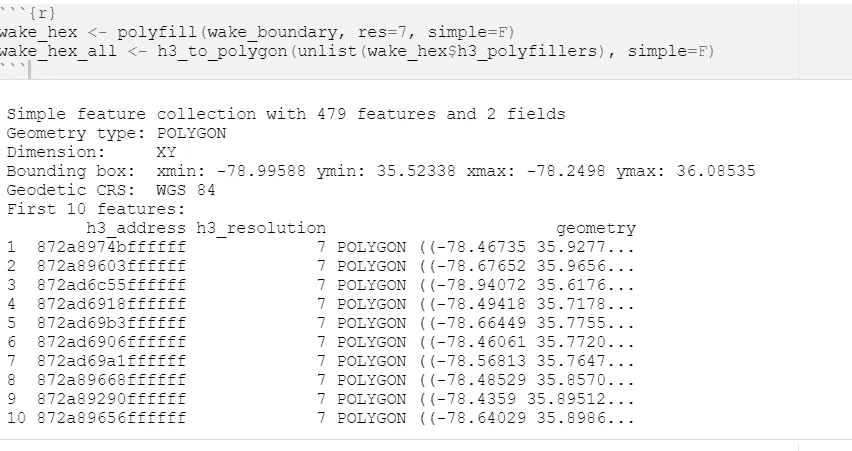 ```{r}
wake_hex <- polyfill(wake_boundary, res=7, simple=F)
wake_hex_all <- h3_to_polygon(unlist(wake_hex$h3_polyfillers), simple=F)
```
Simple feature collection with 479 features and 2 fields
Geometry type: POLYGON
Dimension:     XY
Bounding box:  xmin: -78.99588 ymin: 35.52338 xmax: -78.2498 ymax: 36.08535
Geodetic CRS:  WGS 84
First 10 features:
        h3_address h3_resolution                       geometry
1  872a8974bffffff             7 POLYGON ((-78.46735 35.9277...
2  872a89603ffffff             7 POLYGON ((-78.67652 35.9656...
3  872ad6c55ffffff             7 POLYGON ((-78.94072 35.6176...
4  872ad6918ffffff             7 POLYGON ((-78.49418 35.7178...
5  872ad69b3ffffff             7 POLYGON ((-78.66449 35.7755...
6  872ad6906ffffff             7 POLYGON ((-78.46061 35.7720...
7  872ad69a1ffffff             7 POLYGON ((-78.56813 35.7647...
8  872a89668ffffff             7 POLYGON ((-78.48529 35.8570...
9  872a89290ffffff             7 POLYGON ((-78.4359 35.89512...
10 872a89656ffffff             7 POLYGON ((-78.64029 35.8986...